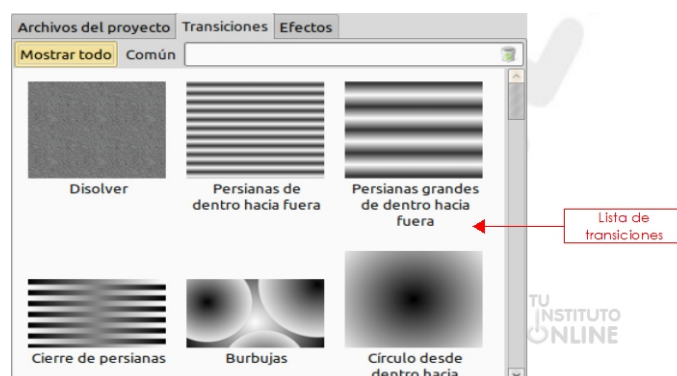 Archivos del proyecto Transiciones Efectos
Mostrar todo Común
Disolver
Persianas de
dentro hacia fuera
Persianas grandes
de dentro hacia
fuera
Lista de
transiciones
Cierre de persianas
Burbujas
Círculo desde
dentro hacia
TU
INSTITUTO
ONLINE